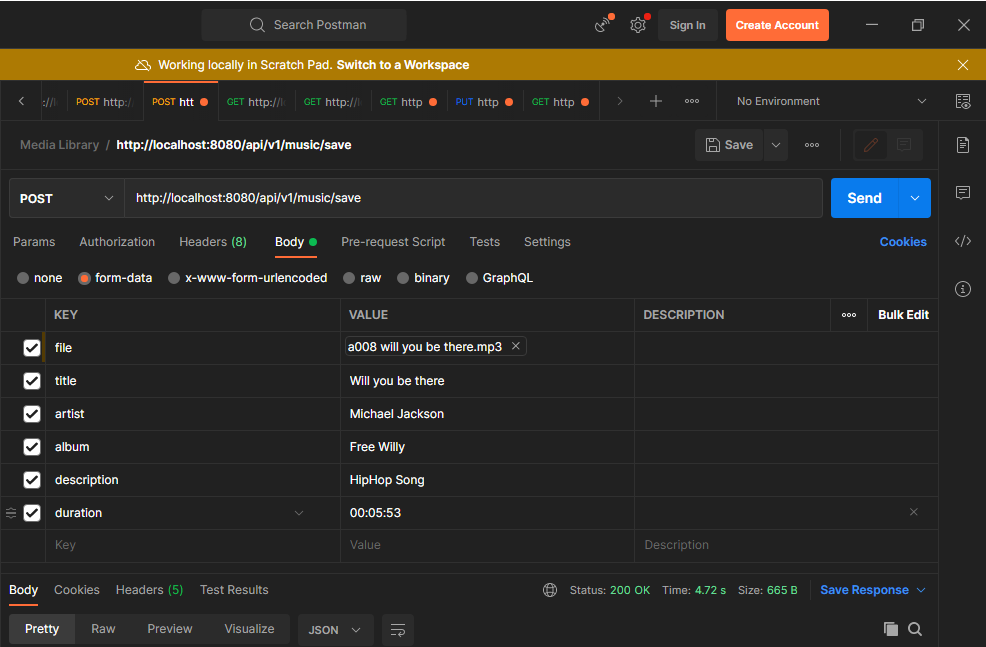 Search Postman
Sign In
Create Account
Working locally in Scratch Pad. Switch to a Workspace
POST http:/ POST htt GET http://l GET http://l GET http PUT http GET http No Environment
Media Library / http://localhost:8080/api/v1/music/save Save
POST http://localhost:8080/api/v1/music/save Send
Params Authorization Headers (8) Body Pre-request Script Tests Settings Cookies
none form-data x-www-form-urlencoded raw binary GraphQL
KEY VALUE DESCRIPTION Bulk Edit
file a008 will you be there.mp3
title Will you be there
artist Michael Jackson
album Free Willy
description HipHop Song
duration 00:05:53
Key Value Description
Body Cookies Headers (5) Test Results Status: 200 OK Time: 4.72 s Size: 665 B Save Response
Pretty Raw Preview Visualize JSON